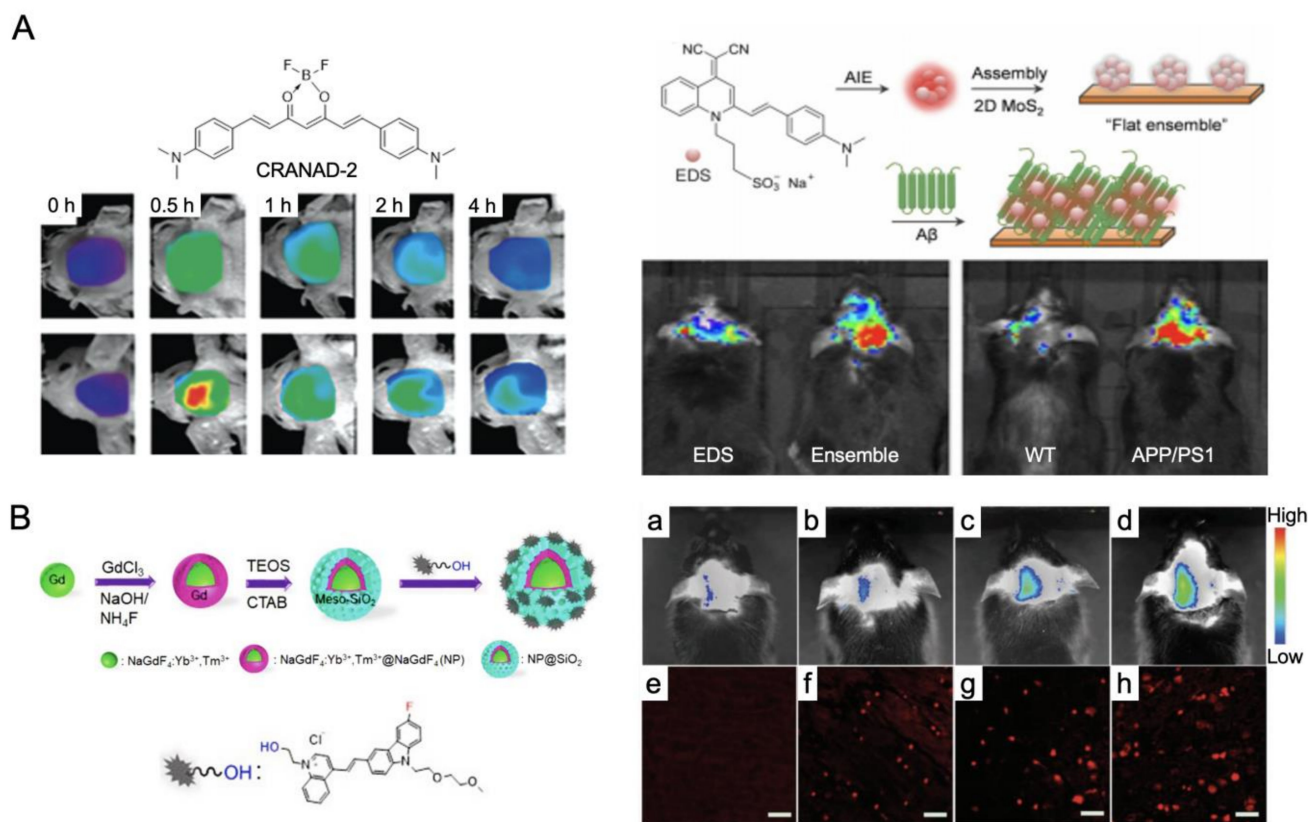 A
F F
B
O O
N N
CRANAD-2
0 h 0.5 h 1 h 2 h 4 h
NC CN
N
N
SO₃⁻ Na⁺
EDS
AIE
Assembly
2D MoS₂
"Flat ensemble"
Aβ
EDS Ensemble WT APP/PS1
B
Gd
GdCl₃
NaOH/
NH₄F
Gd
TEOS
CTAB
Meso-SiO₂
OH
: NaGdF₄:Yb³⁺,Tm³⁺ : NaGdF₄:Yb³⁺,Tm³⁺@NaGdF₄(NP) : NP@SiO₂
OH:
HO
Cl⁻
N⁺
F
N
O O
a b c d
High
Low
e f g h